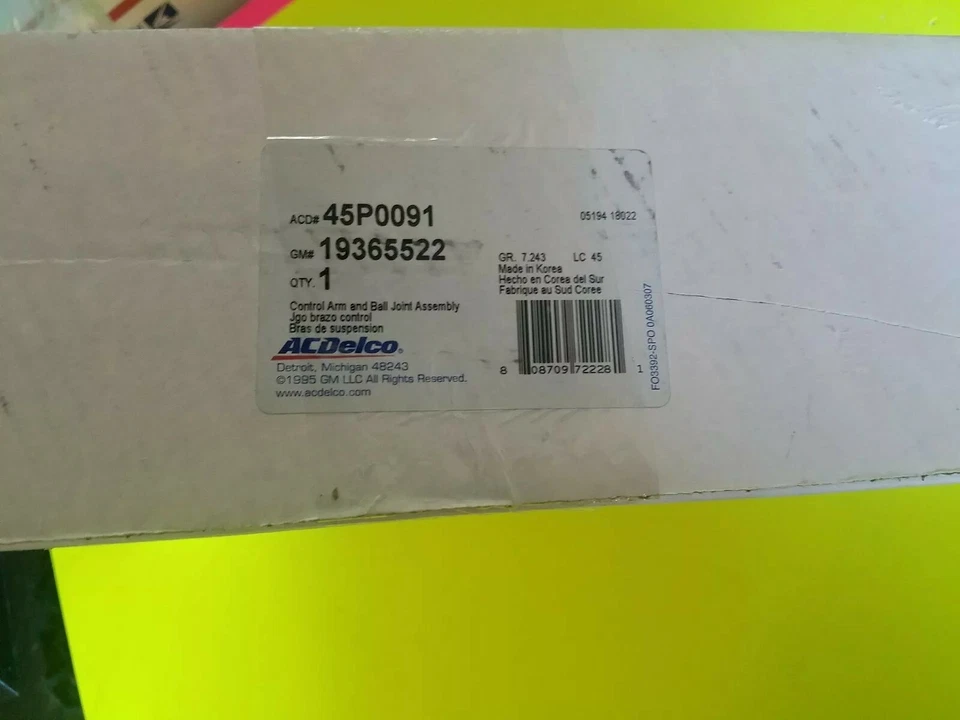 ACD# 45P0091
05194 18022
GM# 19365522
QTY. 1
GR. 7.243 LC 45
Made in Korea
Hecho en Corea del Sur
Fabrique au Sud Coree
Control Arm and Ball Joint Assembly
Jgo brazo control
Bras de suspension
ACDelco®
Detroit, Michigan 48243
©1995 GM LLC All Rights Reserved.
www.acdelco.com
8 08709 72228 1
FO3392-SPO 0A060307